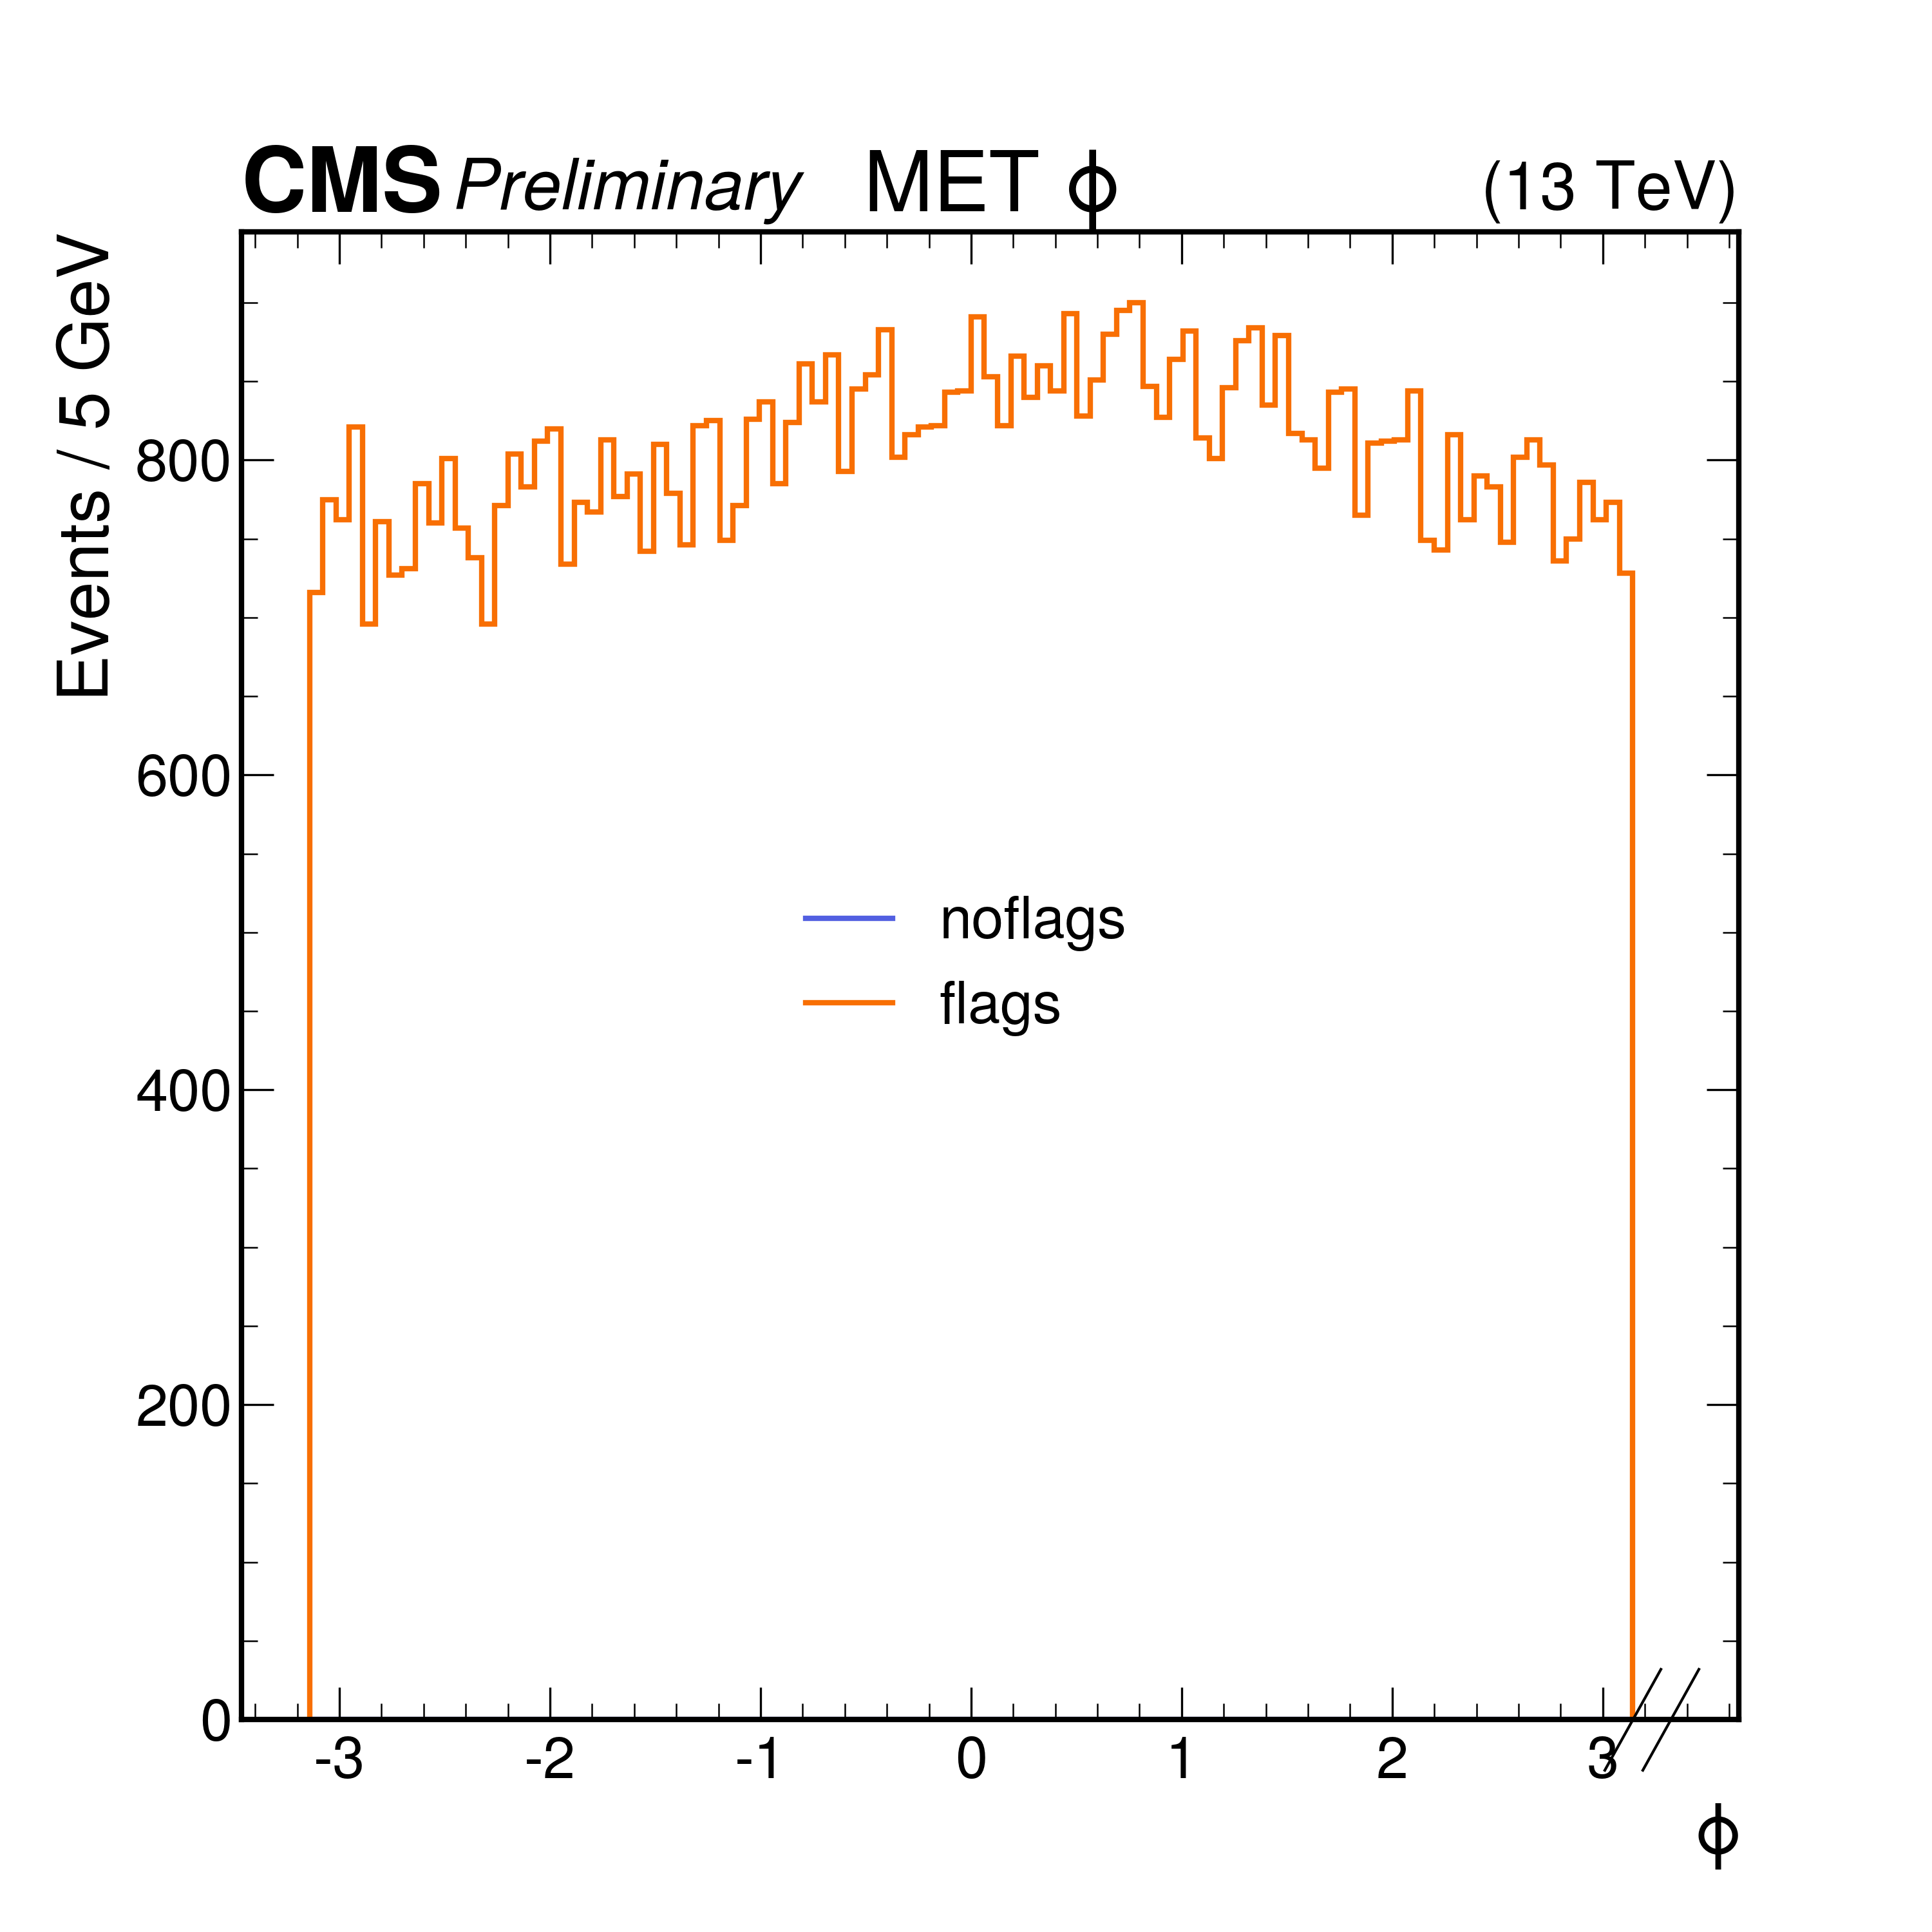 CMS Preliminary MET ϕ (13 TeV)
Events / 5 GeV
800
600
400
200
0
noflags
flags
-3 -2 -1 0 1 2 3
ϕ